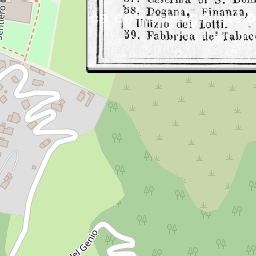 58. Dogana, Finanza,
Uffizio dei Lotti.
59. Fabbrica de' Tabac
Sentiero d
del Genio